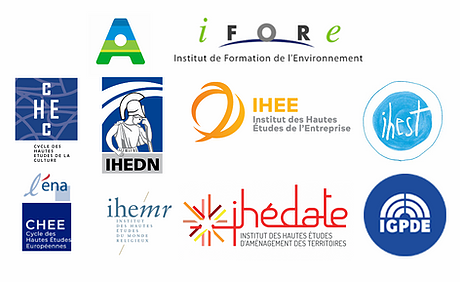 i FORe
Institut de Formation de l'Environnement
CHEC
CYCLE DES
HAUTES
ÉTUDES DE LA
CULTURE
IHEDN
IHEE
Institut des Hautes
Études de l'Entreprise
ihest
l'éna
CHEE
Cycle des
Hautes Études
Européennes
ihemr
INSTITUT
DES HAUTES
ÉTUDES
DU MONDE
RELIGIEUX
ihédate
INSTITUT DES HAUTES ÉTUDES
D'AMÉNAGEMENT DES TERRITOIRES
IGPDE